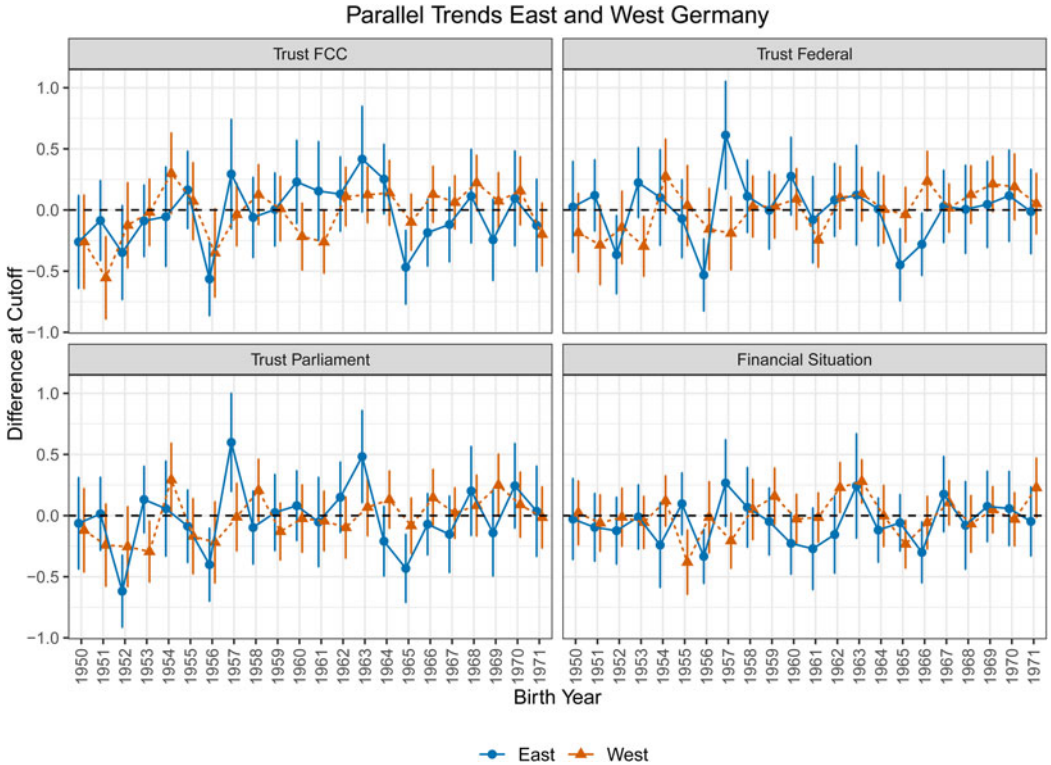 Parallel Trends East and West Germany
Trust FCC
Trust Federal
1.0
0.5
0.0
−0.5
−1.0
Trust Parliament
Financial Situation
1.0
0.5
0.0
−0.5
−1.0
Difference at Cutoff
1950 1951 1952 1953 1954 1955 1956 1957 1958 1959 1960 1961 1962 1963 1964 1965 1966 1967 1968 1969 1970 1971
1950 1951 1952 1953 1954 1955 1956 1957 1958 1959 1960 1961 1962 1963 1964 1965 1966 1967 1968 1969 1970 1971
Birth Year
East West